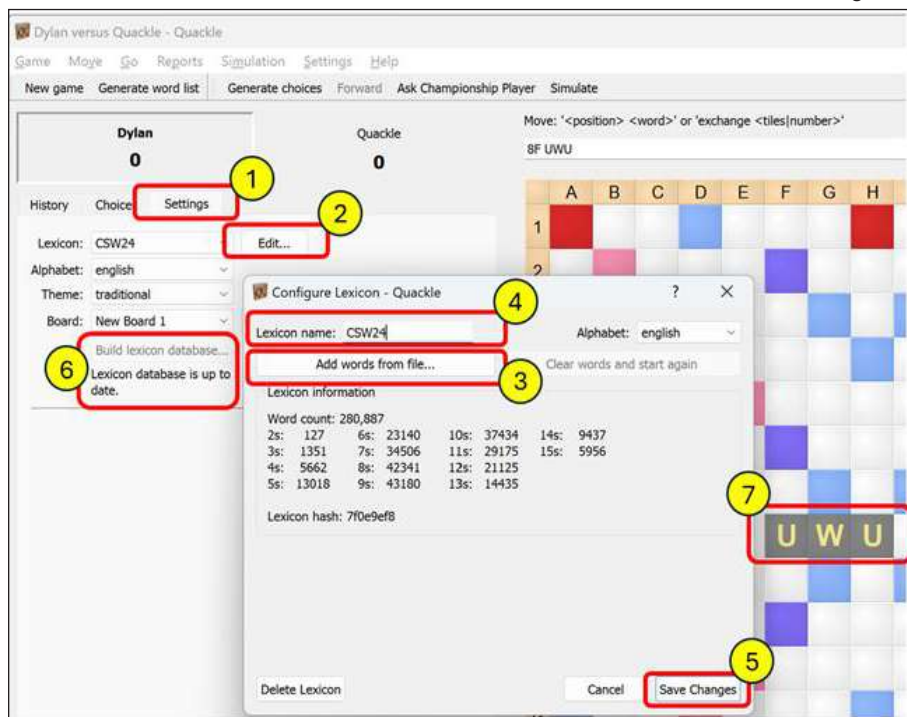 Dylan versus Quackle - Quackle
Game Move Go Reports Simulation Settings Help
New game Generate word list Generate choices Forward Ask Championship Player Simulate
Dylan
0
Quackle
0
Move: '<position> <word>' or 'exchange <tiles|number>'
8F UWU
1
History Choice Settings
2
Lexicon: CSW24 Edit...
Alphabet: english
Theme: traditional
Board: New Board 1
6
Build lexicon database...
Lexicon database is up to
date.
A B C D E F G H
1
2
Configure Lexicon - Quackle ? X
4
Lexicon name: CSW24 Alphabet: english
Add words from file... Clear words and start again
3
Lexicon information
Word count: 280,887
2s: 127 6s: 23140 10s: 37434 14s: 9437
3s: 1351 7s: 34506 11s: 29175 15s: 5956
4s: 5662 8s: 42341 12s: 21125
5s: 13018 9s: 43180 13s: 14435
Lexicon hash: 7f0e9ef8
7
U W U
5
Delete Lexicon Cancel Save Changes